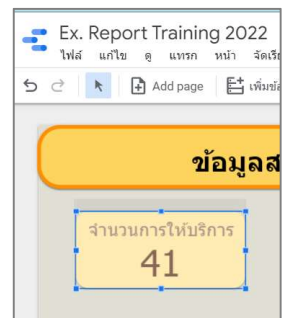 Ex. Report Training 2022
ไฟล์ แก้ไข ดู แทรก หน้า จัดเรี
Add page เพิ่มข้อ
ข้อมูลส
จำนวนการให้บริการ
41